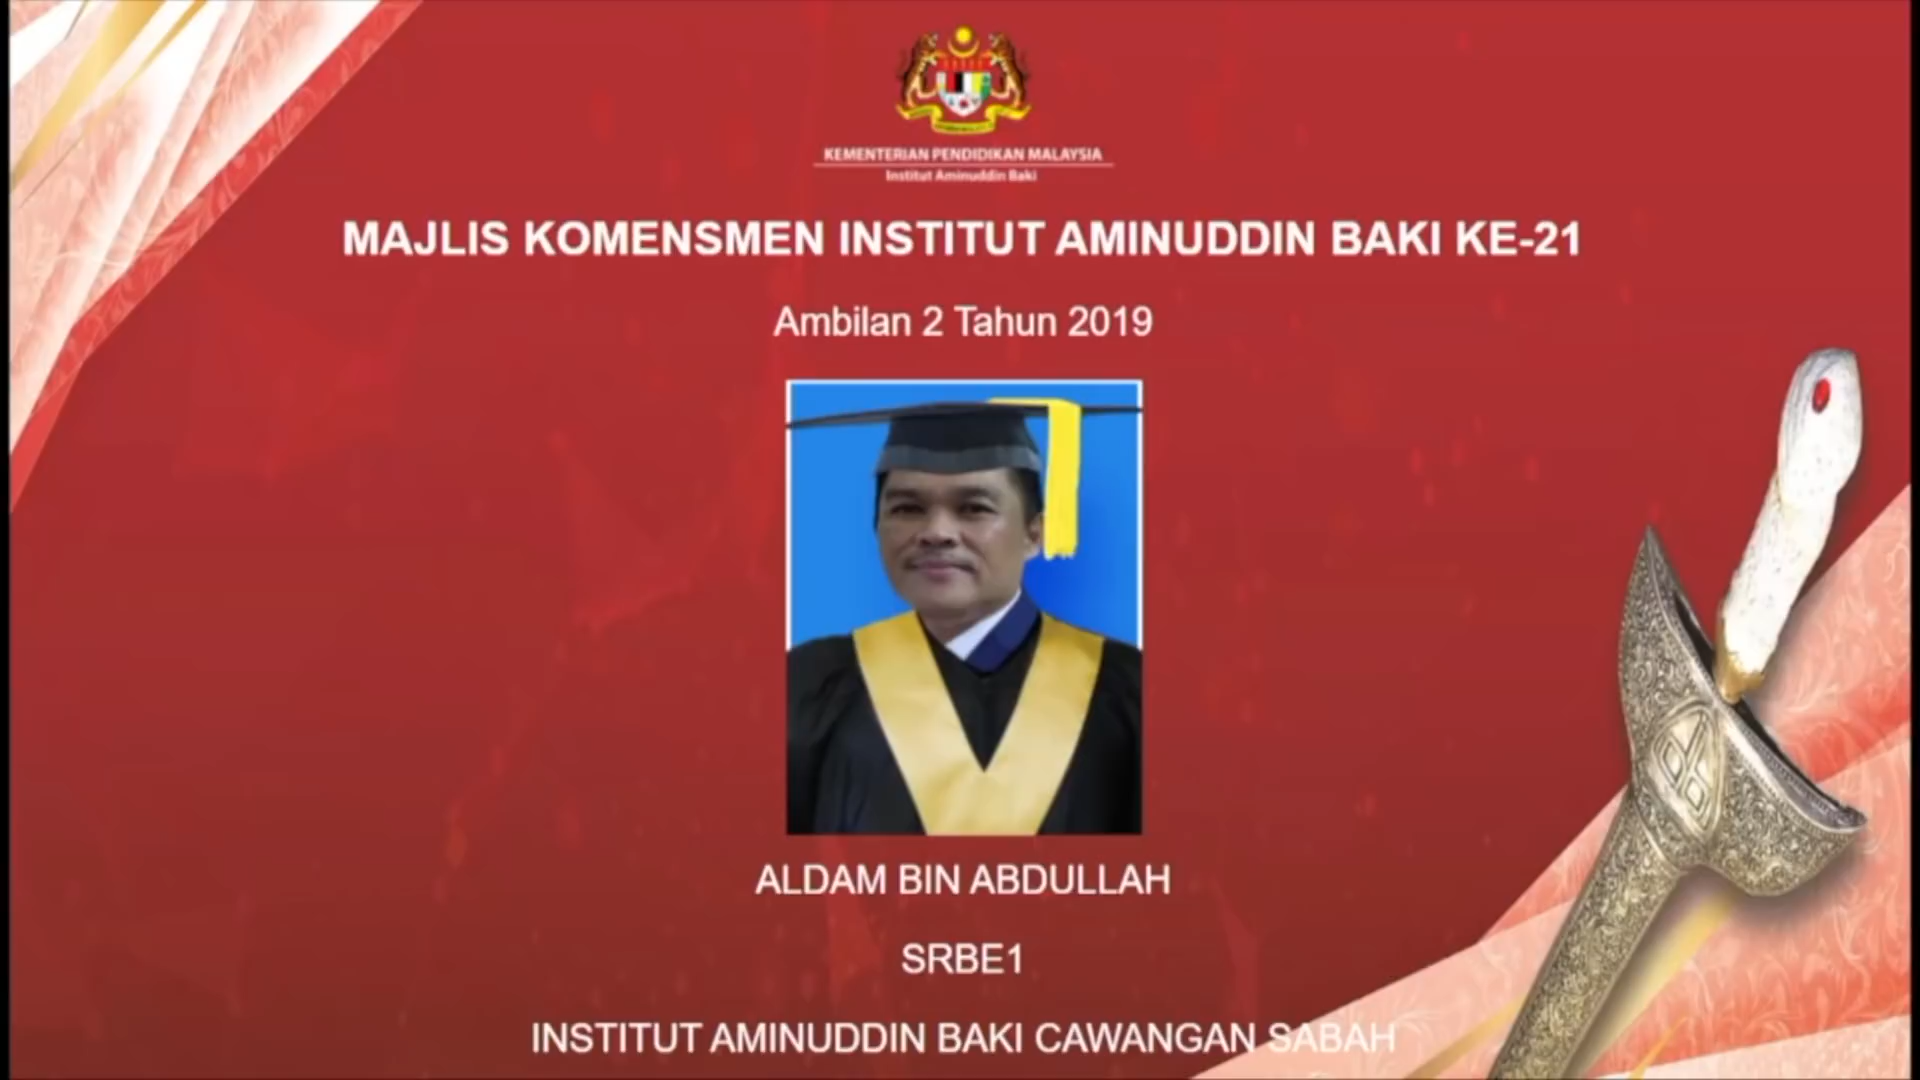 KEMENTERIAN PENDIDIKAN MALAYSIA
Institut Aminuddin Baki
MAJLIS KOMENSMEN INSTITUT AMINUDDIN BAKI KE-21
Ambilan 2 Tahun 2019
ALDAM BIN ABDULLAH
SRBE1
INSTITUT AMINUDDIN BAKI CAWANGAN SABAH